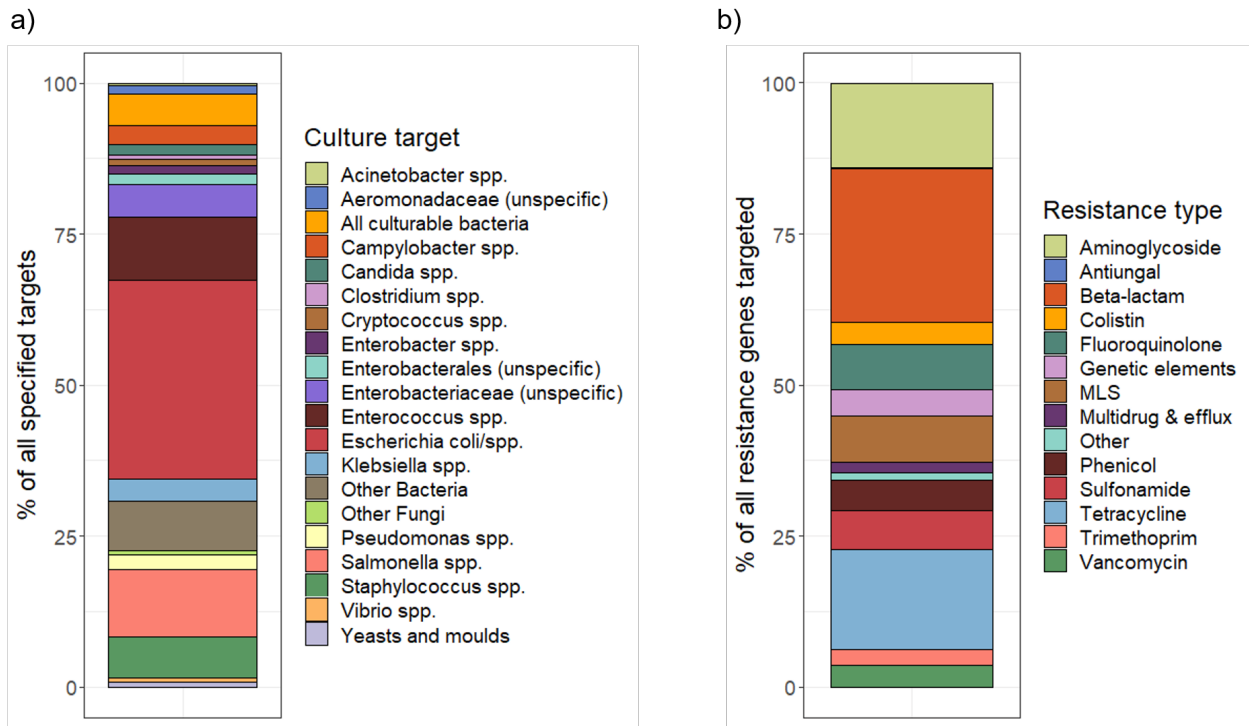 a)
% of all specified targets
100
75
50
25
0
Culture target
Acinetobacter spp.
Aeromonadaceae (unspecific)
All culturable bacteria
Campylobacter spp.
Candida spp.
Clostridium spp.
Cryptococcus spp.
Enterobacter spp.
Enterobacterales (unspecific)
Enterobacteriaceae (unspecific)
Enterococcus spp.
Escherichia coli/spp.
Klebsiella spp.
Other Bacteria
Other Fungi
Pseudomonas spp.
Salmonella spp.
Staphylococcus spp.
Vibrio spp.
Yeasts and moulds
b)
% of all resistance genes targeted
100
75
50
25
0
Resistance type
Aminoglycoside
Antiungal
Beta-lactam
Colistin
Fluoroquinolone
Genetic elements
MLS
Multidrug & efflux
Other
Phenicol
Sulfonamide
Tetracycline
Trimethoprim
Vancomycin